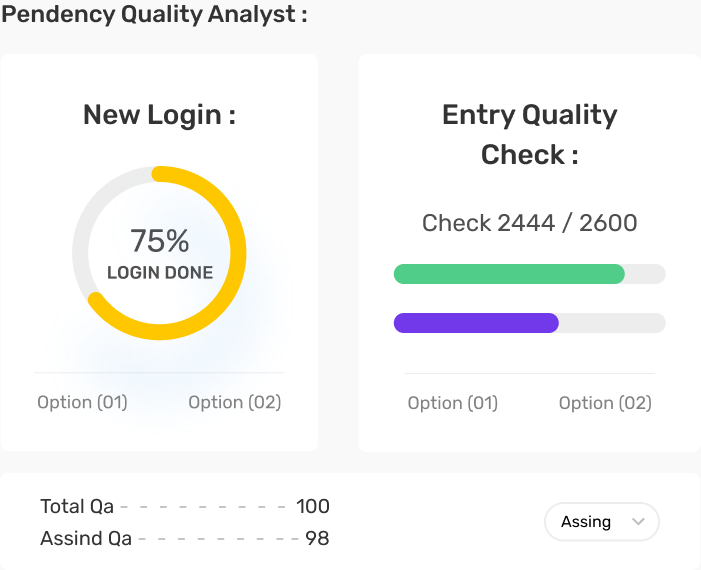 Pendency Quality Analyst :
New Login :
75%
LOGIN DONE
Option (01) Option (02)
Entry Quality
Check :
Check 2444 / 2600
Option (01) Option (02)
Total Qa - - - - - - - - - 100
Assind Qa - - - - - - - - - 98
Assing